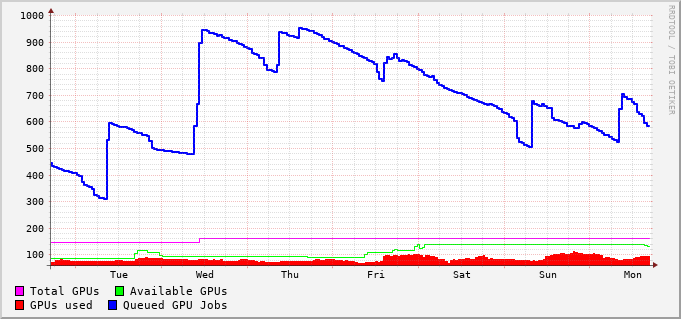 1000
900
800
700
600
500
400
300
200
100
Tue Wed Thu Fri Sat Sun Mon
Total GPUs Available GPUs
GPUs used Queued GPU Jobs
RRDTOOL / TOBI OETIKER